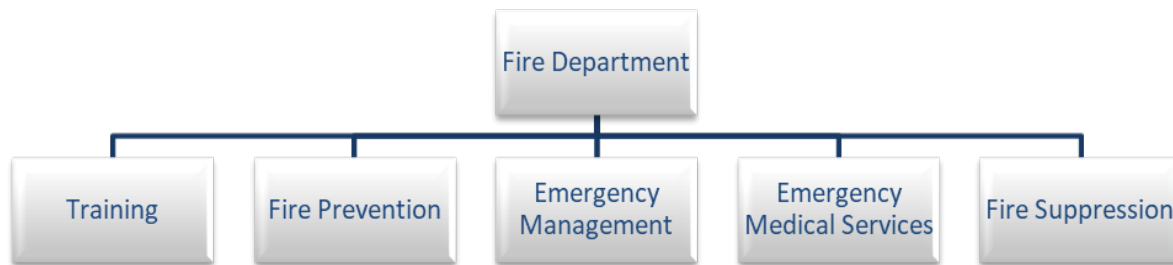 Fire Department
Training
Fire Prevention
Emergency
Management
Emergency
Medical Services
Fire Suppression